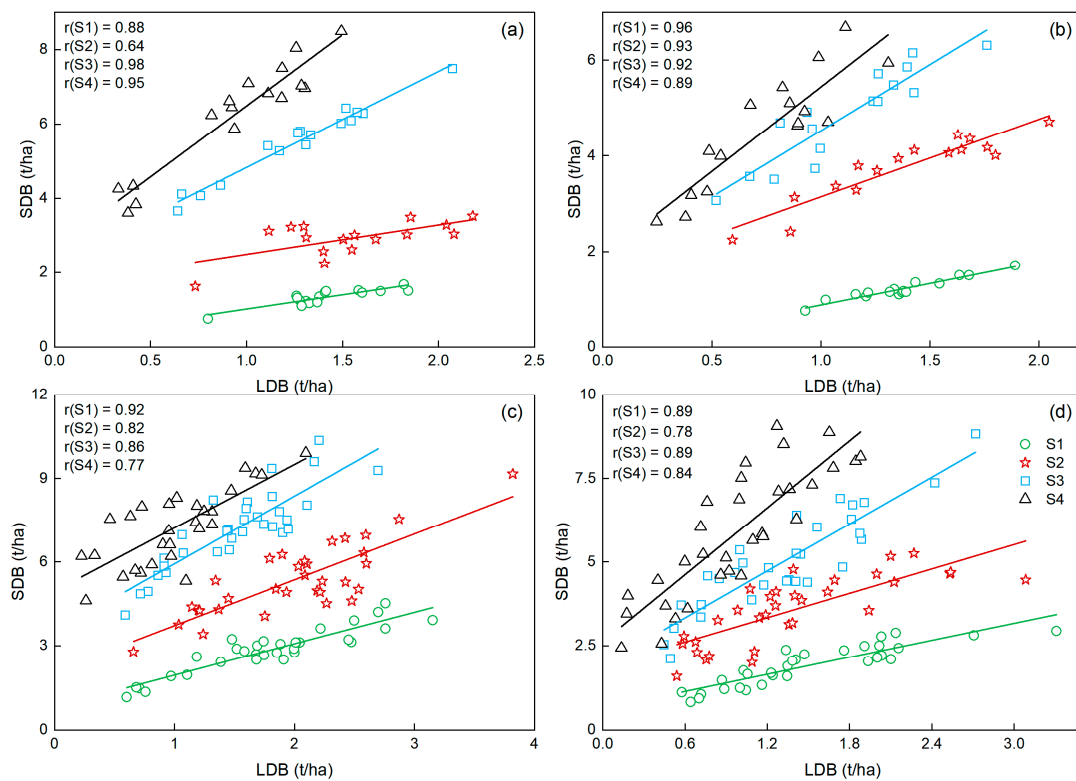 (a)
r(S1) = 0.88
r(S2) = 0.64
r(S3) = 0.98
r(S4) = 0.95
SDB (t/ha)
8
6
4
2
0
0.0 0.5 1.0 1.5 2.0 2.5
LDB (t/ha)
(b)
r(S1) = 0.96
r(S2) = 0.93
r(S3) = 0.92
r(S4) = 0.89
SDB (t/ha)
6
4
2
0
0.0 0.5 1.0 1.5 2.0
LDB (t/ha)
(c)
r(S1) = 0.92
r(S2) = 0.82
r(S3) = 0.86
r(S4) = 0.77
SDB (t/ha)
12
9
6
3
0
0 1 2 3 4
LDB (t/ha)
(d)
r(S1) = 0.89
r(S2) = 0.78
r(S3) = 0.89
r(S4) = 0.84
S1
S2
S3
S4
SDB (t/ha)
10
7.5
5
2.5
0
0.0 0.6 1.2 1.8 2.4 3.0
LDB (t/ha)